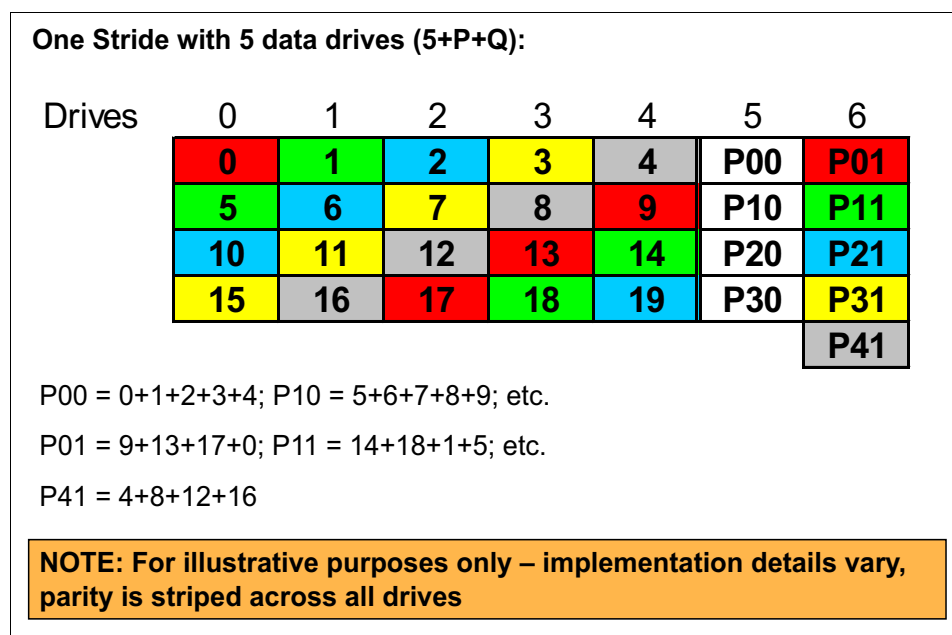 One Stride with 5 data drives (5+P+Q):
Drives 0 1 2 3 4 5 6
0 1 2 3 4 P00 P01
5 6 7 8 9 P10 P11
10 11 12 13 14 P20 P21
15 16 17 18 19 P30 P31
P41
P00 = 0+1+2+3+4; P10 = 5+6+7+8+9; etc.
P01 = 9+13+17+0; P11 = 14+18+1+5; etc.
P41 = 4+8+12+16
NOTE: For illustrative purposes only – implementation details vary,
parity is striped across all drives